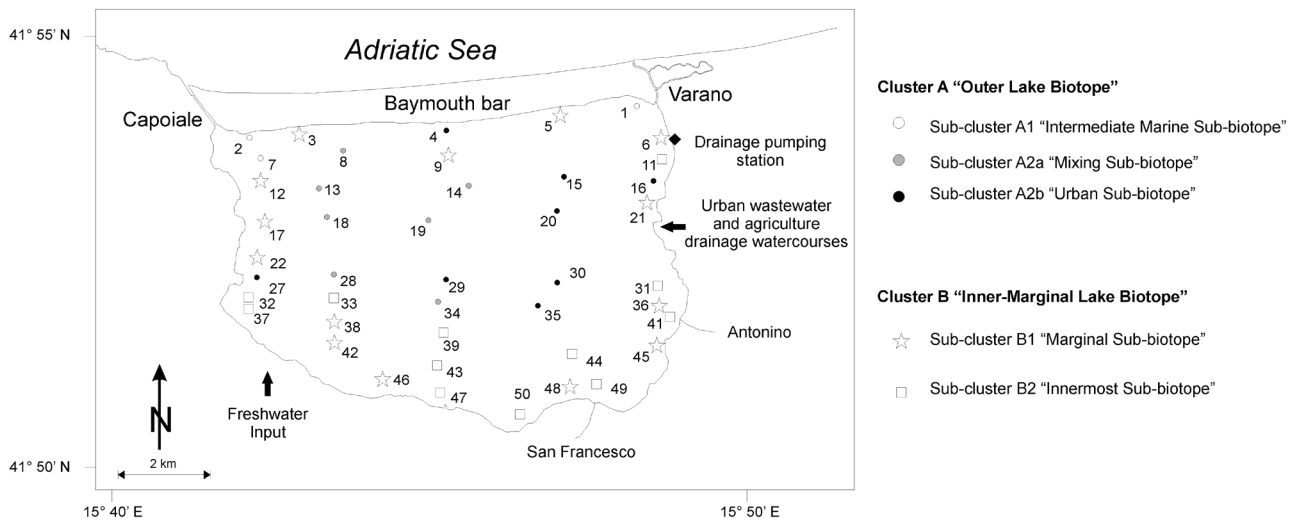 41° 55’ N
Adriatic Sea
Baymouth bar
Varano
Capoiale
1
2
3
4
5
6
7
8
9
11
12
13
14
15
16
17
18
19
20
21
22
27
28
29
30
31
32
33
34
35
36
37
38
39
41
42
43
44
45
46
47
48
49
50
Drainage pumping
station
Urban wastewater
and agriculture
drainage watercourses
Antonino
San Francesco
Freshwater
Input
N
2 km
41° 50’ N
15° 40’ E
15° 50’ E
Cluster A “Outer Lake Biotope”
Sub-cluster A1 “Intermediate Marine Sub-biotope”
Sub-cluster A2a “Mixing Sub-biotope”
Sub-cluster A2b “Urban Sub-biotope”
Cluster B “Inner-Marginal Lake Biotope”
Sub-cluster B1 “Marginal Sub-biotope”
Sub-cluster B2 “Innermost Sub-biotope”